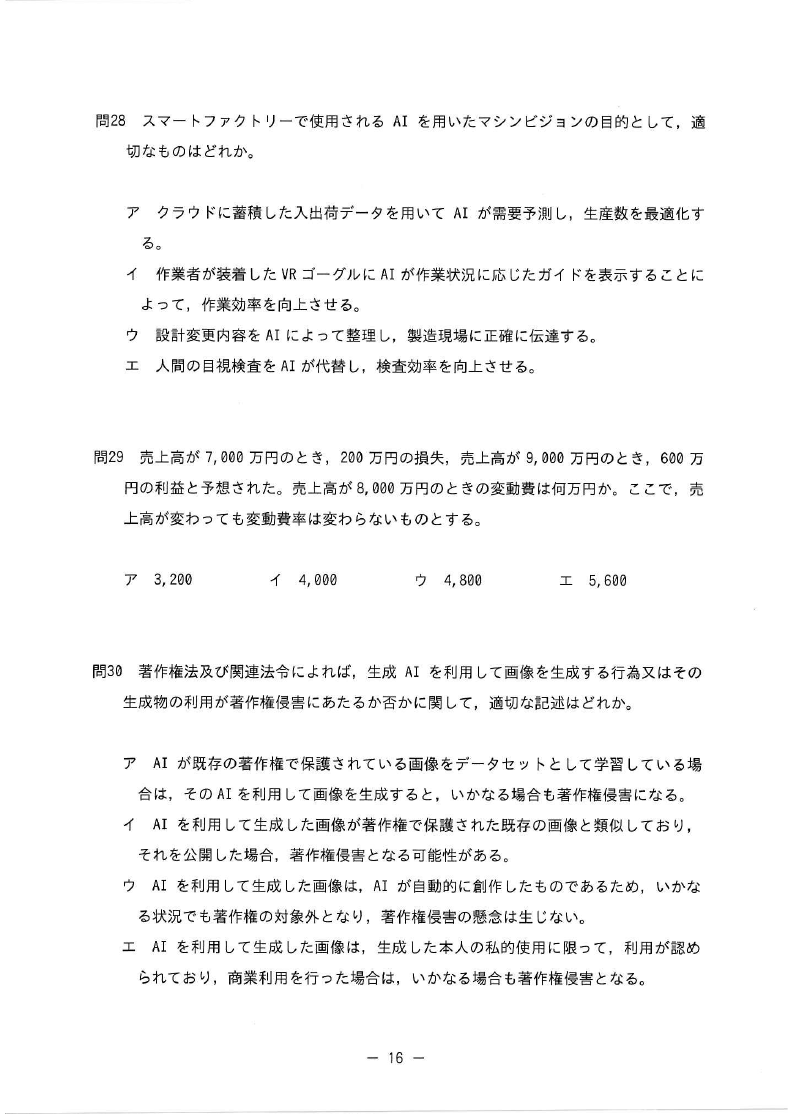 問28 スマートファクトリーで使用される AI を用いたマシンビジョンの目的として，適
切なものはどれか。
ア クラウドに蓄積した入出荷データを用いて AI が需要予測し，生産数を最適化す
る。
イ 作業者が装着した VR ゴーグルに AI が作業状況に応じたガイドを表示することに
よって，作業効率を向上させる。
ウ 設計変更内容を AI によって整理し，製造現場に正確に伝達する。
エ 人間の目視検査を AI が代替し，検査効率を向上させる。
問29 売上高が 7,000 万円のとき，200 万円の損失，売上高が 9,000 万円のとき，600 万
円の利益と予想された。売上高が 8,000 万円のときの変動費は何万円か。ここで，売
上高が変わっても変動費率は変わらないものとする。
ア 3,200 イ 4,000 ウ 4,800 エ 5,600
問30 著作権法及び関連法令によれば，生成 AI を利用して画像を生成する行為又はその
生成物の利用が著作権侵害にあたるか否かに関して，適切な記述はどれか。
ア AI が既存の著作権で保護されている画像をデータセットとして学習している場
合は，その AI を利用して画像を生成すると，いかなる場合も著作権侵害になる。
イ AI を利用して生成した画像が著作権で保護された既存の画像と類似しており，
それを公開した場合，著作権侵害となる可能性がある。
ウ AI を利用して生成した画像は，AI が自動的に創作したものであるため，いかな
る状況でも著作権の対象外となり，著作権侵害の懸念は生じない。
エ AI を利用して生成した画像は，生成した本人の私的使用に限って，利用が認め
られており，商業利用を行った場合は，いかなる場合も著作権侵害となる。
— 16 —